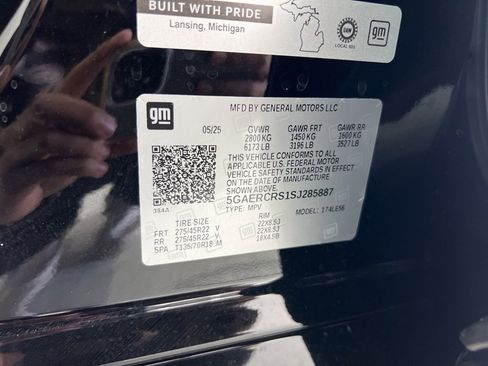 BUILT WITH PRIDE
Lansing, Michigan
gm
gm
MFD BY GENERAL MOTORS LLC
05/25 GVWR GAWR FRT GAWR RR
2800 KG 1450 KG 1600 KG
6173 LB 3196 LB 3527 LB
THIS VEHICLE CONFORMS TO ALL APPLICABLE
U.S. FEDERAL MOTOR
VEHICLE SAFETY STANDARDS IN EFFECT ON
THE DATE OF MANUFACTURE
SHOWN ABOVE.
5GAERCRS1SJ285887
TYPE: MPV MODEL: 174LE56
TIRE SIZE RIM
FRT 275/45R22 V 22X8.5J
RR 275/45R22 V 22X8.5J
SPA T135/70R18 M 18X4.5B